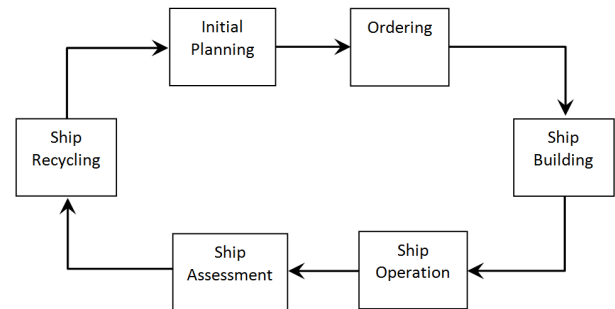 Initial
Planning
Ordering
Ship
Building
Ship
Operation
Ship
Assessment
Ship
Recycling